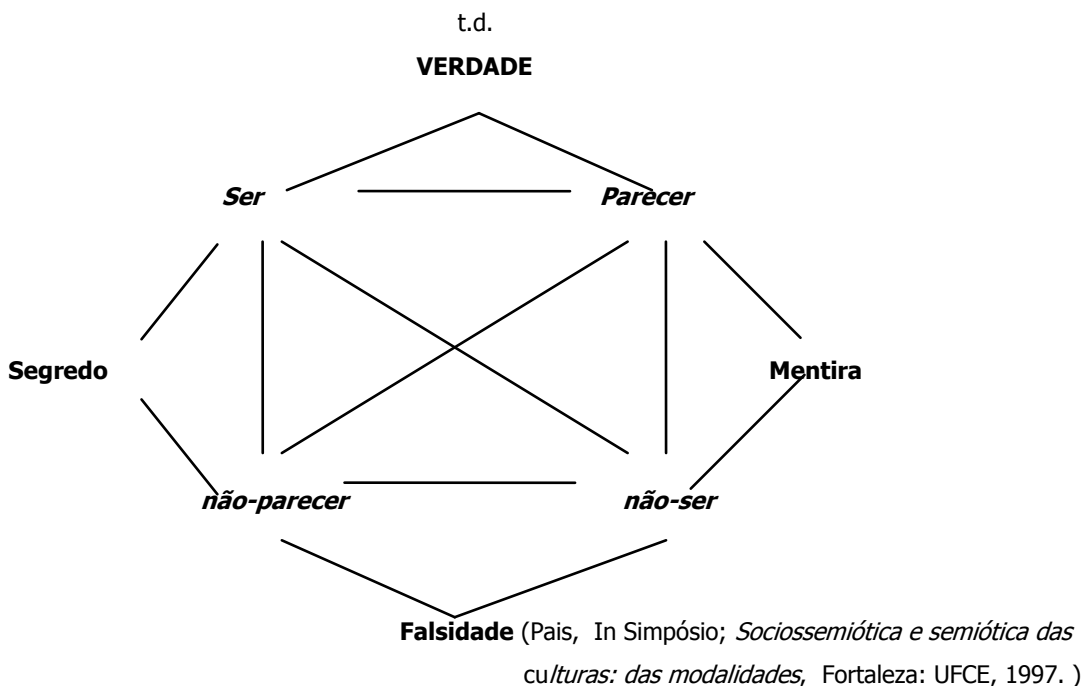 t.d.
VERDADE
Ser Parecer
Segredo Mentira
não-parecer não-ser
Falsidade (Pais, In Simpósio; Sociossemiótica e semiótica das
culturas: das modalidades, Fortaleza: UFCE, 1997. )